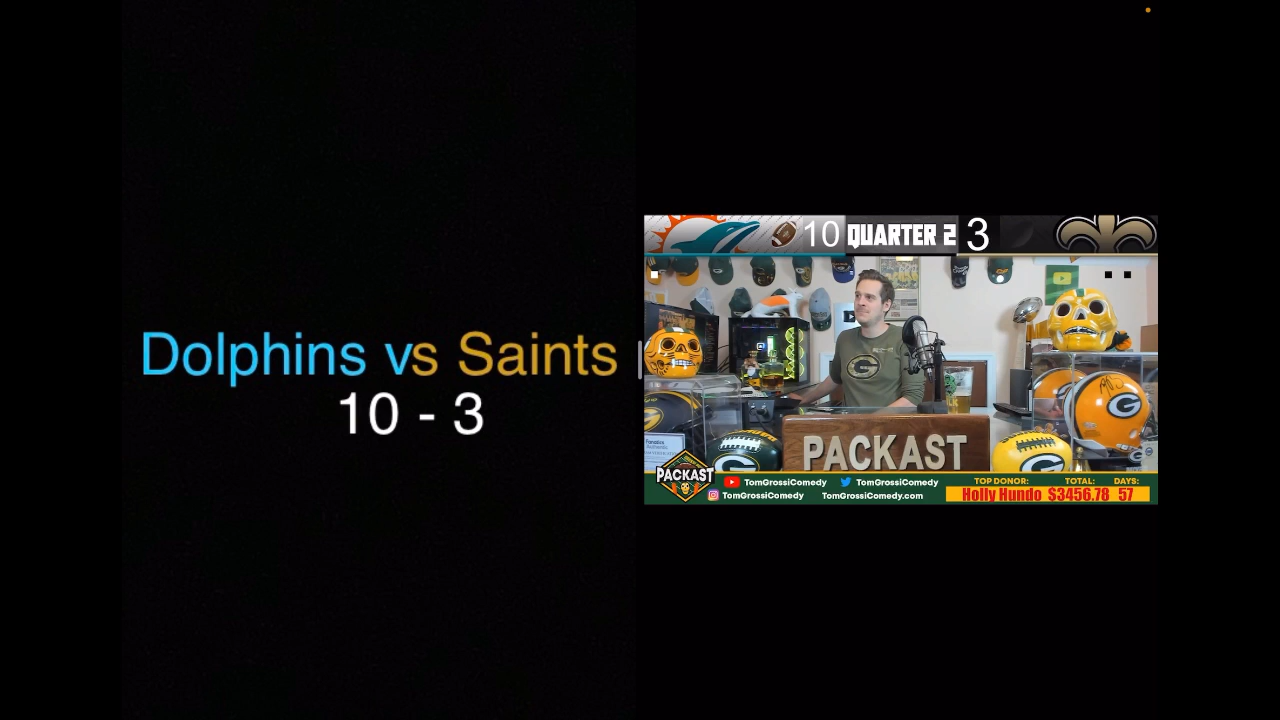 Dolphins vs Saints
10 - 3
10 QUARTER 2 3
PACKAST
PACKAST
TomGrossiComedy
TomGrossiComedy
TomGrossiComedy
TomGrossiComedy.com
TOP DONOR: TOTAL: DAYS:
Holly Hundo $3456.78 57